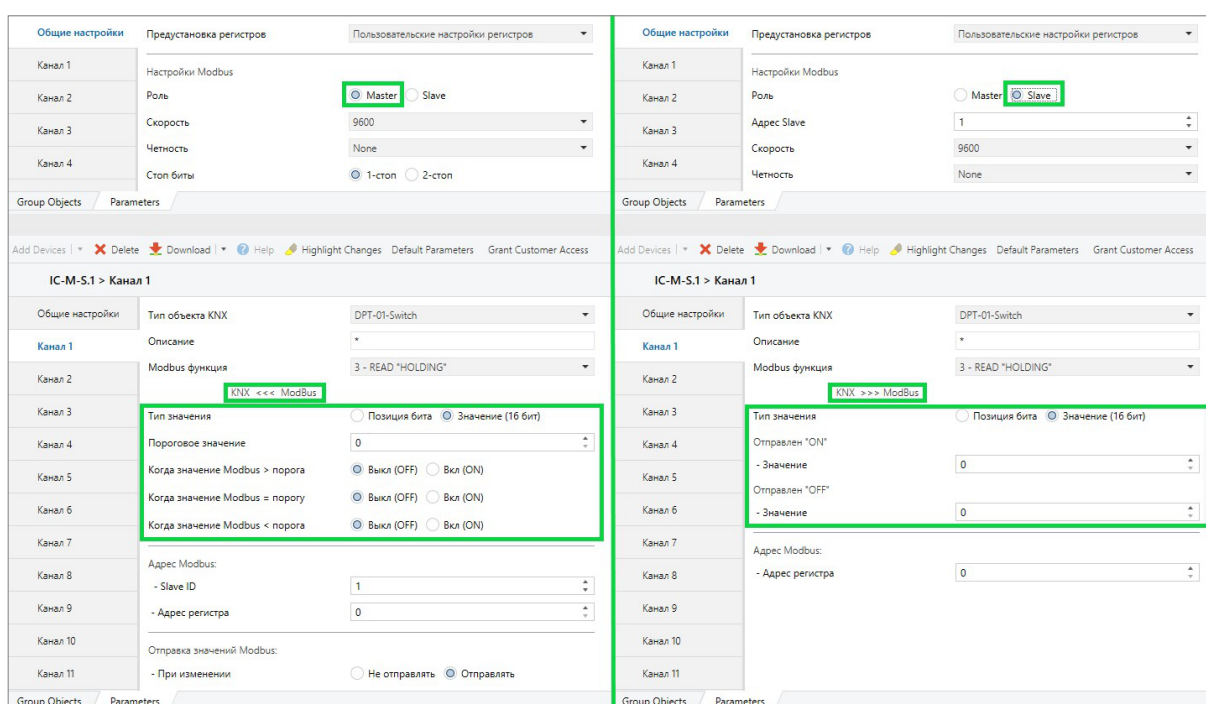 Общие настройки
Предустановка регистров
Пользовательские настройки регистров
Канал 1
Настройки Modbus
Канал 2
Роль
Master
Slave
Канал 3
Скорость
9600
Четность
None
Канал 4
Стоп биты
1-стоп
2-стоп
Group Objects
Parameters
Add Devices
Delete
Download
Help
Highlight Changes
Default Parameters
Grant Customer Access
IC-M-S.1 > Канал 1
Общие настройки
Тип объекта KNX
DPT-01-Switch
Канал 1
Описание
*
Modbus функция
3 - READ "HOLDING"
Канал 2
KNX <<< ModBus
Канал 3
Тип значения
Позиция бита
Значение (16 бит)
Канал 4
Пороговое значение
0
Канал 5
Когда значение Modbus > порога
Выкл (OFF)
Вкл (ON)
Когда значение Modbus = порогу
Выкл (OFF)
Вкл (ON)
Канал 6
Когда значение Modbus < порога
Выкл (OFF)
Вкл (ON)
Канал 7
Адрес Modbus:
Канал 8
- Slave ID
1
Канал 9
- Адрес регистра
0
Канал 10
Отправка значений Modbus:
Канал 11
- При изменении
Не отправлять
Отправлять
Group Objects
Parameters
Общие настройки
Предустановка регистров
Пользовательские настройки регистров
Канал 1
Настройки Modbus
Канал 2
Роль
Master
Slave
Канал 3
Адрес Slave
1
Скорость
9600
Канал 4
Четность
None
Group Objects
Parameters
Add Devices
Delete
Download
Help
Highlight Changes
Default Parameters
Grant Customer Access
IC-M-S.1 > Канал 1
Общие настройки
Тип объекта KNX
DPT-01-Switch
Канал 1
Описание
*
Modbus функция
3 - READ "HOLDING"
Канал 2
KNX >>> ModBus
Канал 3
Тип значения
Позиция бита
Значение (16 бит)
Канал 4
Отправлен "ON"
- Значение
0
Канал 5
Отправлен "OFF"
Канал 6
- Значение
0
Канал 7
Адрес Modbus:
Канал 8
- Адрес регистра
0
Канал 9
Канал 10
Канал 11
Group Objects
Parameters